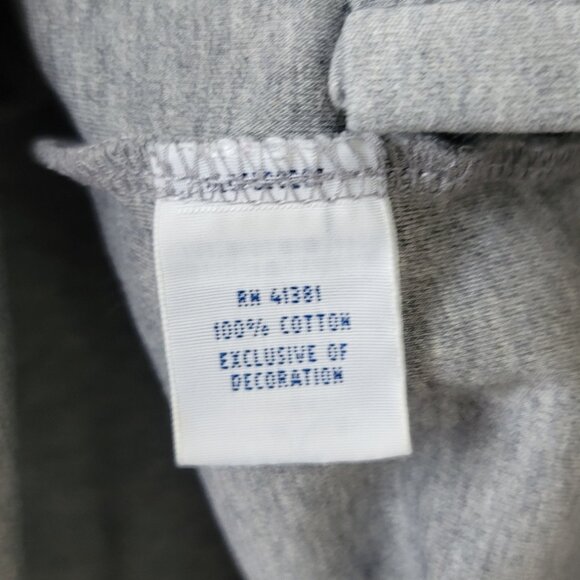 RN 41381
100% COTTON
EXCLUSIVE OF
DECORATION